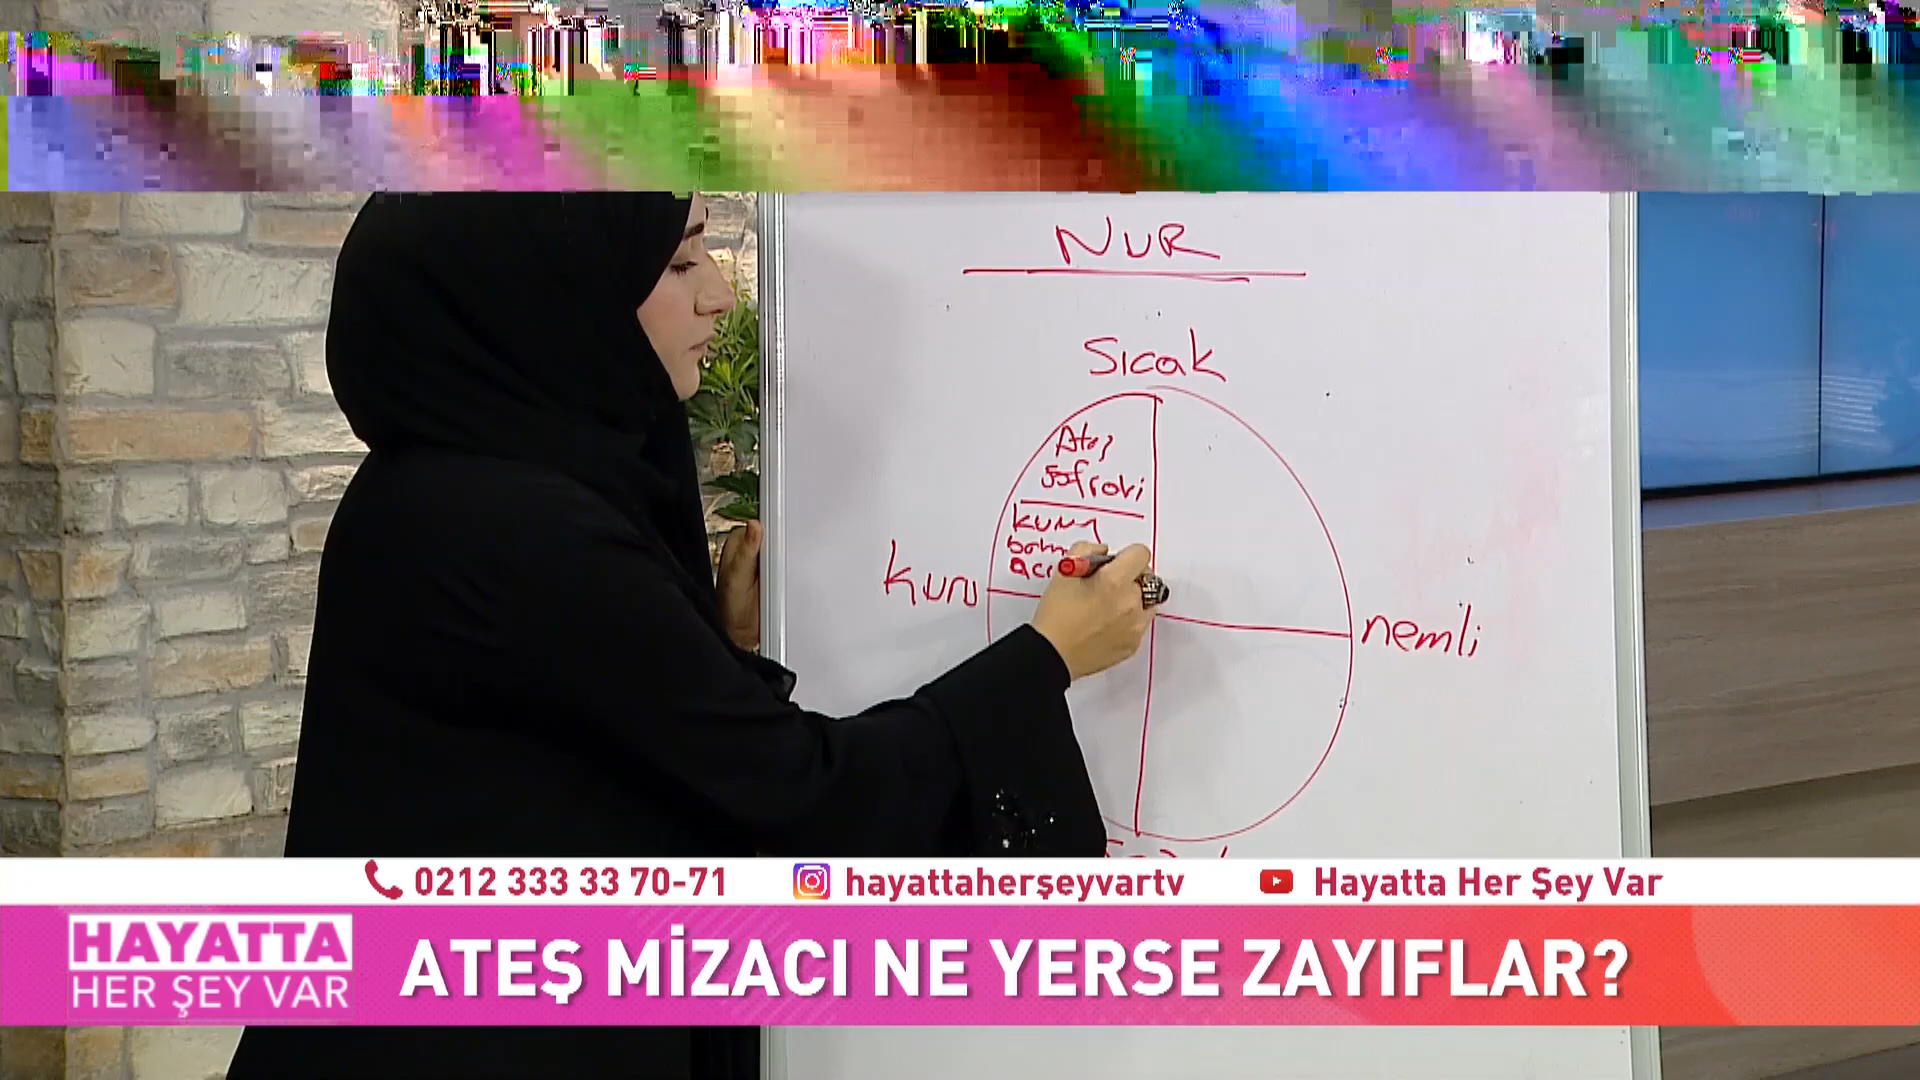 NUR
Sıcak
Ateş
safravi
kuru
kuru
nemli
0212 333 33 70-71
hayattaherşeyvartv
Hayatta Her Şey Var
HAYATTA
HER ŞEY VAR
ATEŞ MİZACI NE YERSE ZAYIFLAR?